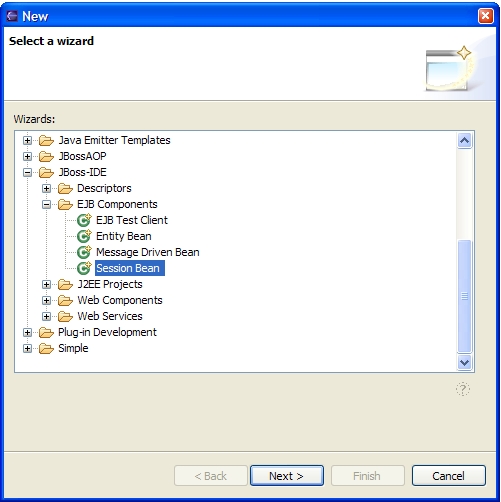 New
Select a wizard
Wizards:
Java Emitter Templates
JBossAOP
JBoss-IDE
Descriptors
EJB Components
EJB Test Client
Entity Bean
Message Driven Bean
Session Bean
J2EE Projects
Web Components
Web Services
Plug-in Development
Simple
?
< Back
Next >
Finish
Cancel